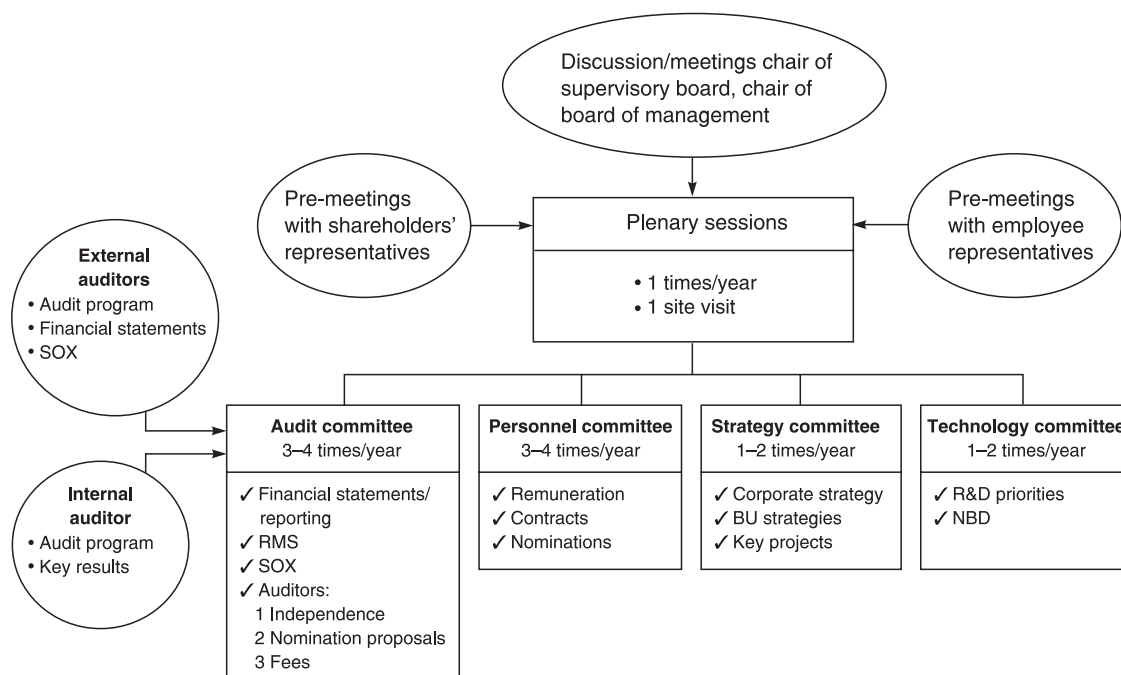 Discussion/meetings chair of
supervisory board, chair of
board of management
Pre-meetings
with shareholders’
representatives
Plenary sessions
• 1 times/year
• 1 site visit
Pre-meetings
with employee
representatives
External
auditors
• Audit program
• Financial statements
• SOX
Internal
auditor
• Audit program
• Key results
Audit committee
3–4 times/year
✓ Financial statements/
reporting
✓ RMS
✓ SOX
✓ Auditors:
1 Independence
2 Nomination proposals
3 Fees
Personnel committee
3–4 times/year
✓ Remuneration
✓ Contracts
✓ Nominations
Strategy committee
1–2 times/year
✓ Corporate strategy
✓ BU strategies
✓ Key projects
Technology committee
1–2 times/year
✓ R&D priorities
✓ NBD